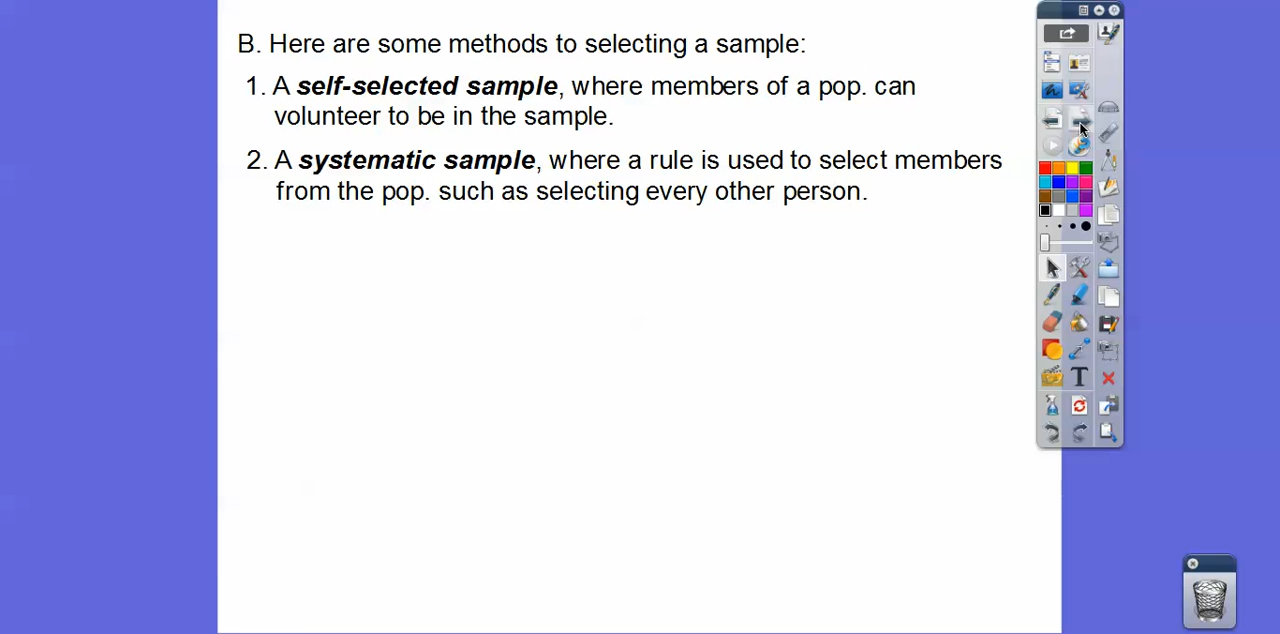 B. Here are some methods to selecting a sample:
1. A self-selected sample, where members of a pop. can
volunteer to be in the sample.
2. A systematic sample, where a rule is used to select members
from the pop. such as selecting every other person.
T